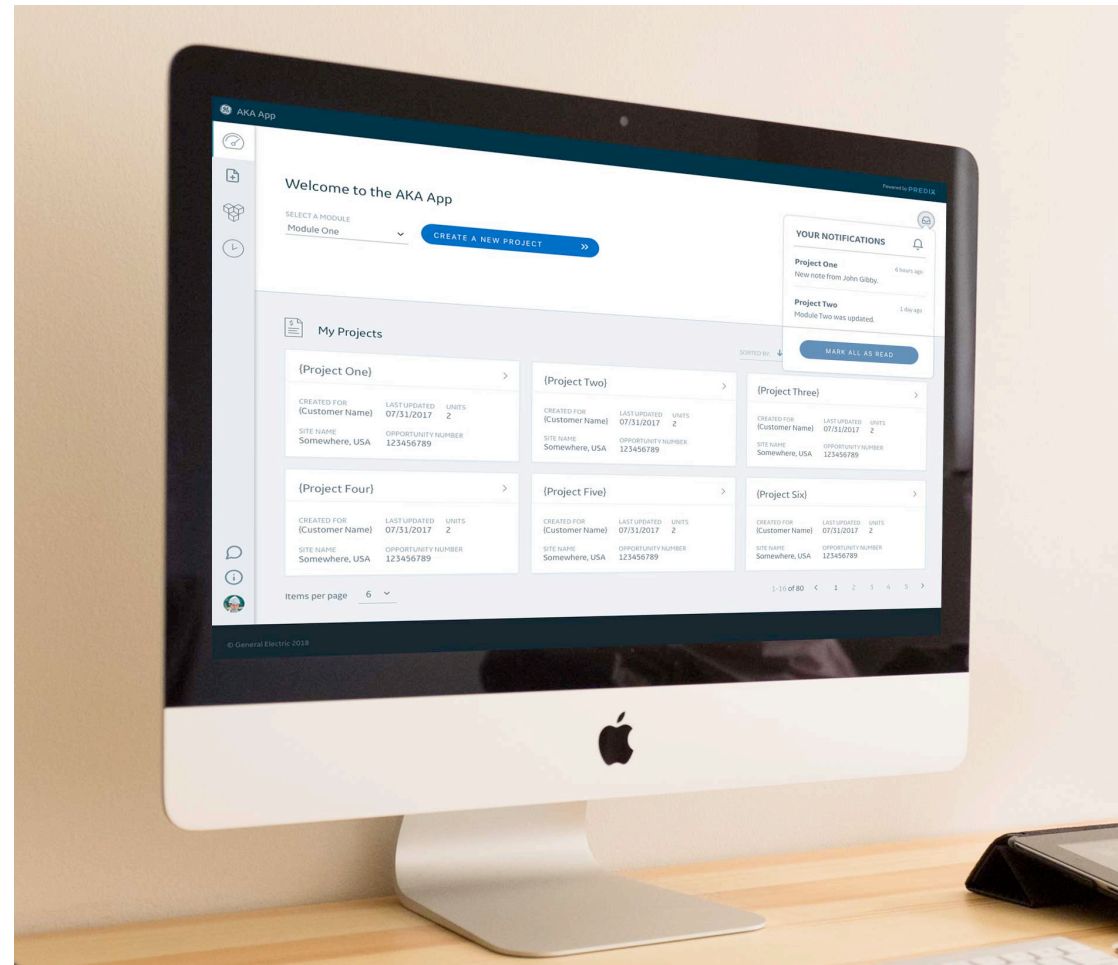 AKA App
Powered by PREDIX
Welcome to the AKA App
SELECT A MODULE
Module One
CREATE A NEW PROJECT
YOUR NOTIFICATIONS
Project One
6 hours ago
New note from John Gibby.
Project Two
1 day ago
Module Two was updated.
MARK ALL AS READ
My Projects
SORTED BY:
{Project One}
CREATED FOR LAST UPDATED UNITS
{Customer Name} 07/31/2017 2
SITE NAME OPPORTUNITY NUMBER
Somewhere, USA 123456789
{Project Two}
CREATED FOR LAST UPDATED UNITS
{Customer Name} 07/31/2017 2
SITE NAME OPPORTUNITY NUMBER
Somewhere, USA 123456789
{Project Three}
CREATED FOR LAST UPDATED UNITS
{Customer Name} 07/31/2017 2
SITE NAME OPPORTUNITY NUMBER
Somewhere, USA 123456789
{Project Four}
CREATED FOR LAST UPDATED UNITS
{Customer Name} 07/31/2017 2
SITE NAME OPPORTUNITY NUMBER
Somewhere, USA 123456789
{Project Five}
CREATED FOR LAST UPDATED UNITS
{Customer Name} 07/31/2017 2
SITE NAME OPPORTUNITY NUMBER
Somewhere, USA 123456789
{Project Six}
CREATED FOR LAST UPDATED UNITS
{Customer Name} 07/31/2017 2
SITE NAME OPPORTUNITY NUMBER
Somewhere, USA 123456789
Items per page 6
1-16 of 80 1 2 3 4 5
© General Electric 2018